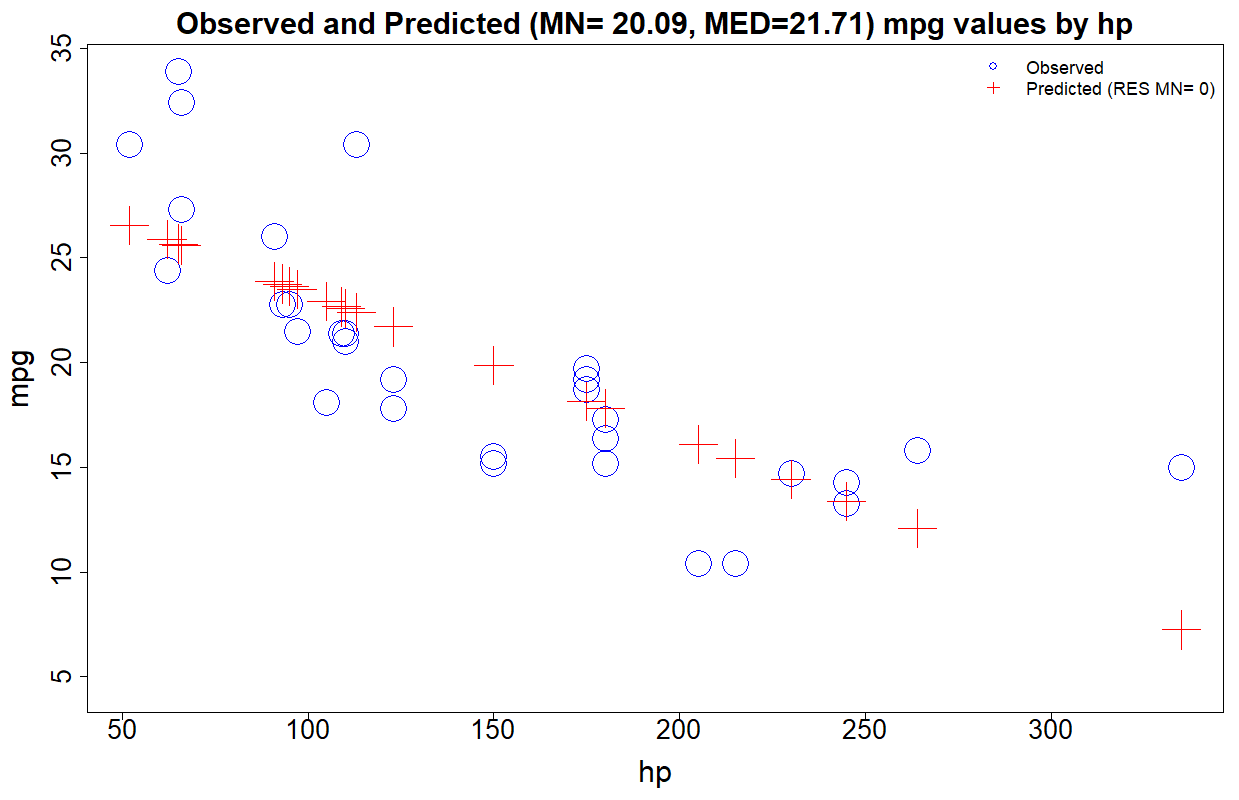 Observed and Predicted (MN= 20.09, MED=21.71) mpg values by hp
Observed
Predicted (RES MN= 0)
35
30
25
20
15
10
5
mpg
50 100 150 200 250 300
hp